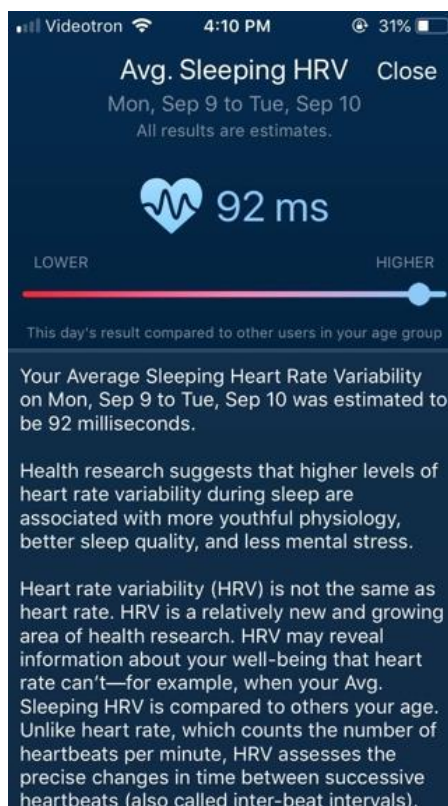 Videotron 4:10 PM 31%
Avg. Sleeping HRV Close
Mon, Sep 9 to Tue, Sep 10
All results are estimates.
92 ms
LOWER HIGHER
This day's result compared to other users in your age group
Your Average Sleeping Heart Rate Variability
on Mon, Sep 9 to Tue, Sep 10 was estimated to
be 92 milliseconds.
Health research suggests that higher levels of
heart rate variability during sleep are
associated with more youthful physiology,
better sleep quality, and less mental stress.
Heart rate variability (HRV) is not the same as
heart rate. HRV is a relatively new and growing
area of health research. HRV may reveal
information about your well-being that heart
rate can't—for example, when your Avg.
Sleeping HRV is compared to others your age.
Unlike heart rate, which counts the number of
heartbeats per minute, HRV assesses the
precise changes in time between successive
heartbeats (also called inter-beat intervals).